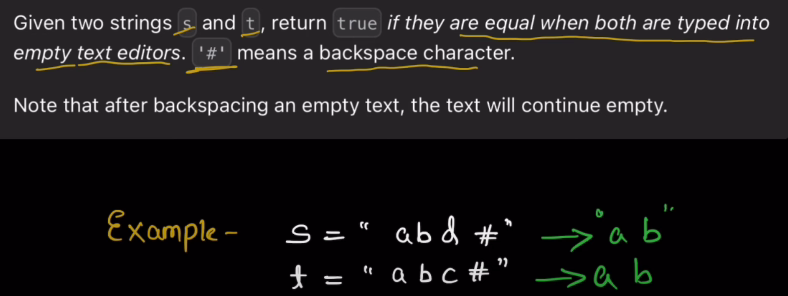 Given two strings s and t, return true if they are equal when both are typed into
empty text editors. '#' means a backspace character.
Note that after backspacing an empty text, the text will continue empty.
Example - s = " abd #" → "ab"
t = " abc #" → ab